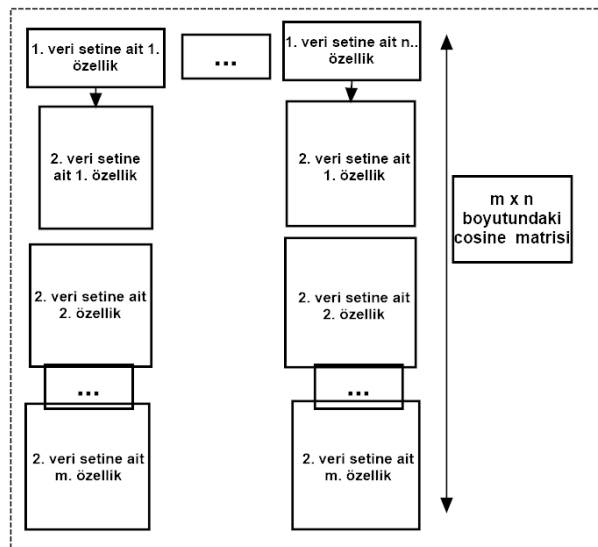 1. veri setine ait 1.
özellik
...
1. veri setine ait n..
özellik
2. veri setine
ait 1. özellik
2. veri setine ait
1. özellik
m x n
boyutundaki
cosine matrisi
2. veri setine ait
2. özellik
2. veri setine ait
2. özellik
...
...
2. veri setine ait
m. özellik
2. veri setine ait
m. özellik